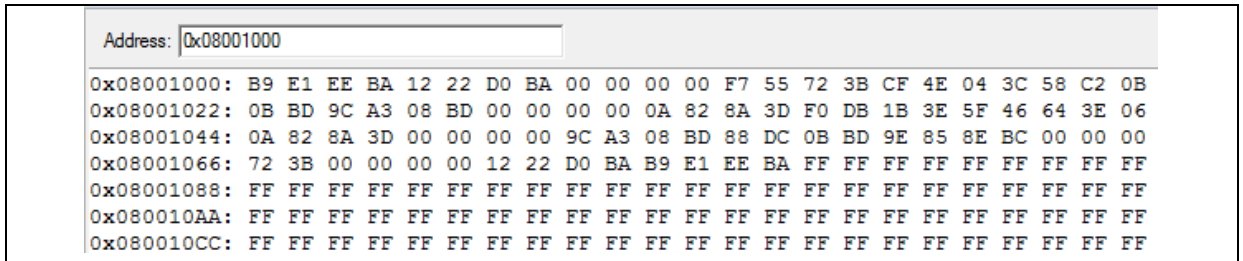 Address: 0x08001000
0x08001000: B9 E1 EE BA 12 22 D0 BA 00 00 00 00 F7 55 72 3B CF 4E 04 3C 58 C2 0B
0x08001022: 0B BD 9C A3 08 BD 00 00 00 00 0A 82 8A 3D F0 DB 1B 3E 5F 46 64 3E 06
0x08001044: 0A 82 8A 3D 00 00 00 00 9C A3 08 BD 88 DC 0B BD 9E 85 8E BC 00 00 00
0x08001066: 72 3B 00 00 00 00 12 22 D0 BA B9 E1 EE BA FF FF FF FF FF FF FF FF FF
0x08001088: FF FF FF FF FF FF FF FF FF FF FF FF FF FF FF FF FF FF FF FF FF FF FF
0x080010AA: FF FF FF FF FF FF FF FF FF FF FF FF FF FF FF FF FF FF FF FF FF FF FF
0x080010CC: FF FF FF FF FF FF FF FF FF FF FF FF FF FF FF FF FF FF FF FF FF FF FF